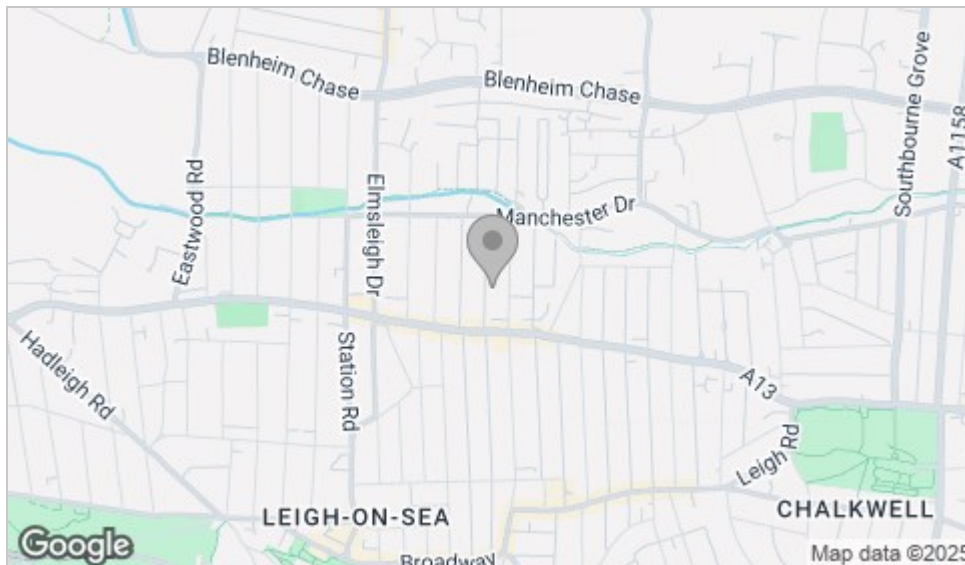 Blenheim Chase
Blenheim Chase
Southbourne Grove
A1158
Eastwood Rd
Elmsleigh Dr
Manchester Dr
Hadleigh Rd
Station Rd
A13
Leigh Rd
LEIGH-ON-SEA
CHALKWELL
Broadway
Google
Map data ©2025